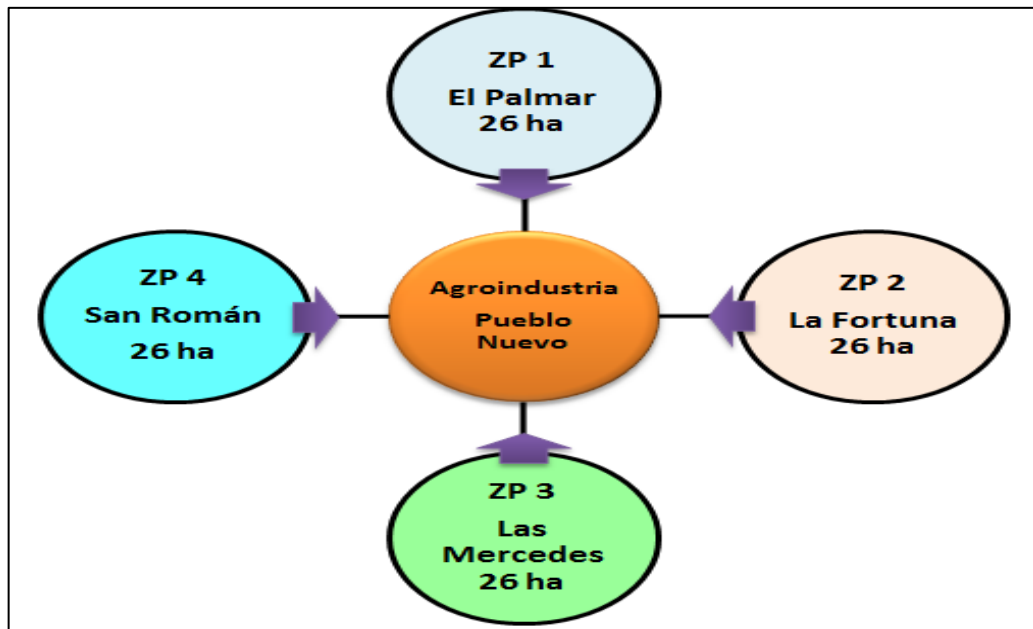 ZP 1
El Palmar
26 ha
ZP 4
San Román
26 ha
Agroindustria
Pueblo
Nuevo
ZP 2
La Fortuna
26 ha
ZP 3
Las
Mercedes
26 ha